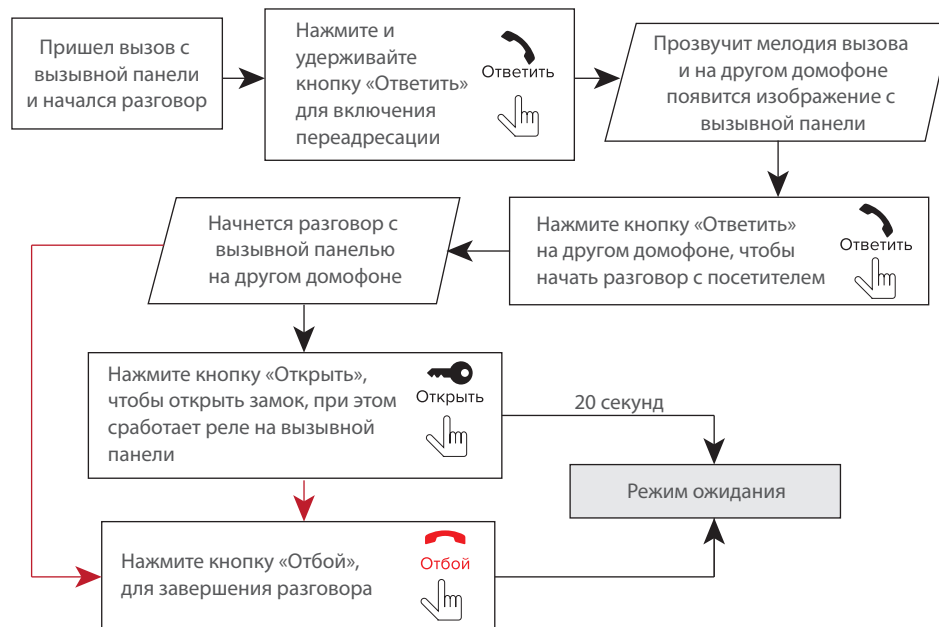 Пришел вызов с
вызывной панели
и начался разговор
Нажмите и
удерживайте
кнопку «Ответить»
для включения
переадресации
Ответить
Прозвучит мелодия вызова
и на другом домофоне
появится изображение с
вызывной панели
Начнется разговор с
вызывной панелью
на другом домофоне
Нажмите кнопку «Ответить»
на другом домофоне, чтобы
начать разговор с посетителем
Ответить
Нажмите кнопку «Открыть»,
чтобы открыть замок, при этом
сработает реле на вызывной
панели
Открыть
20 секунд
Режим ожидания
Нажмите кнопку «Отбой»,
для завершения разговора
Отбой